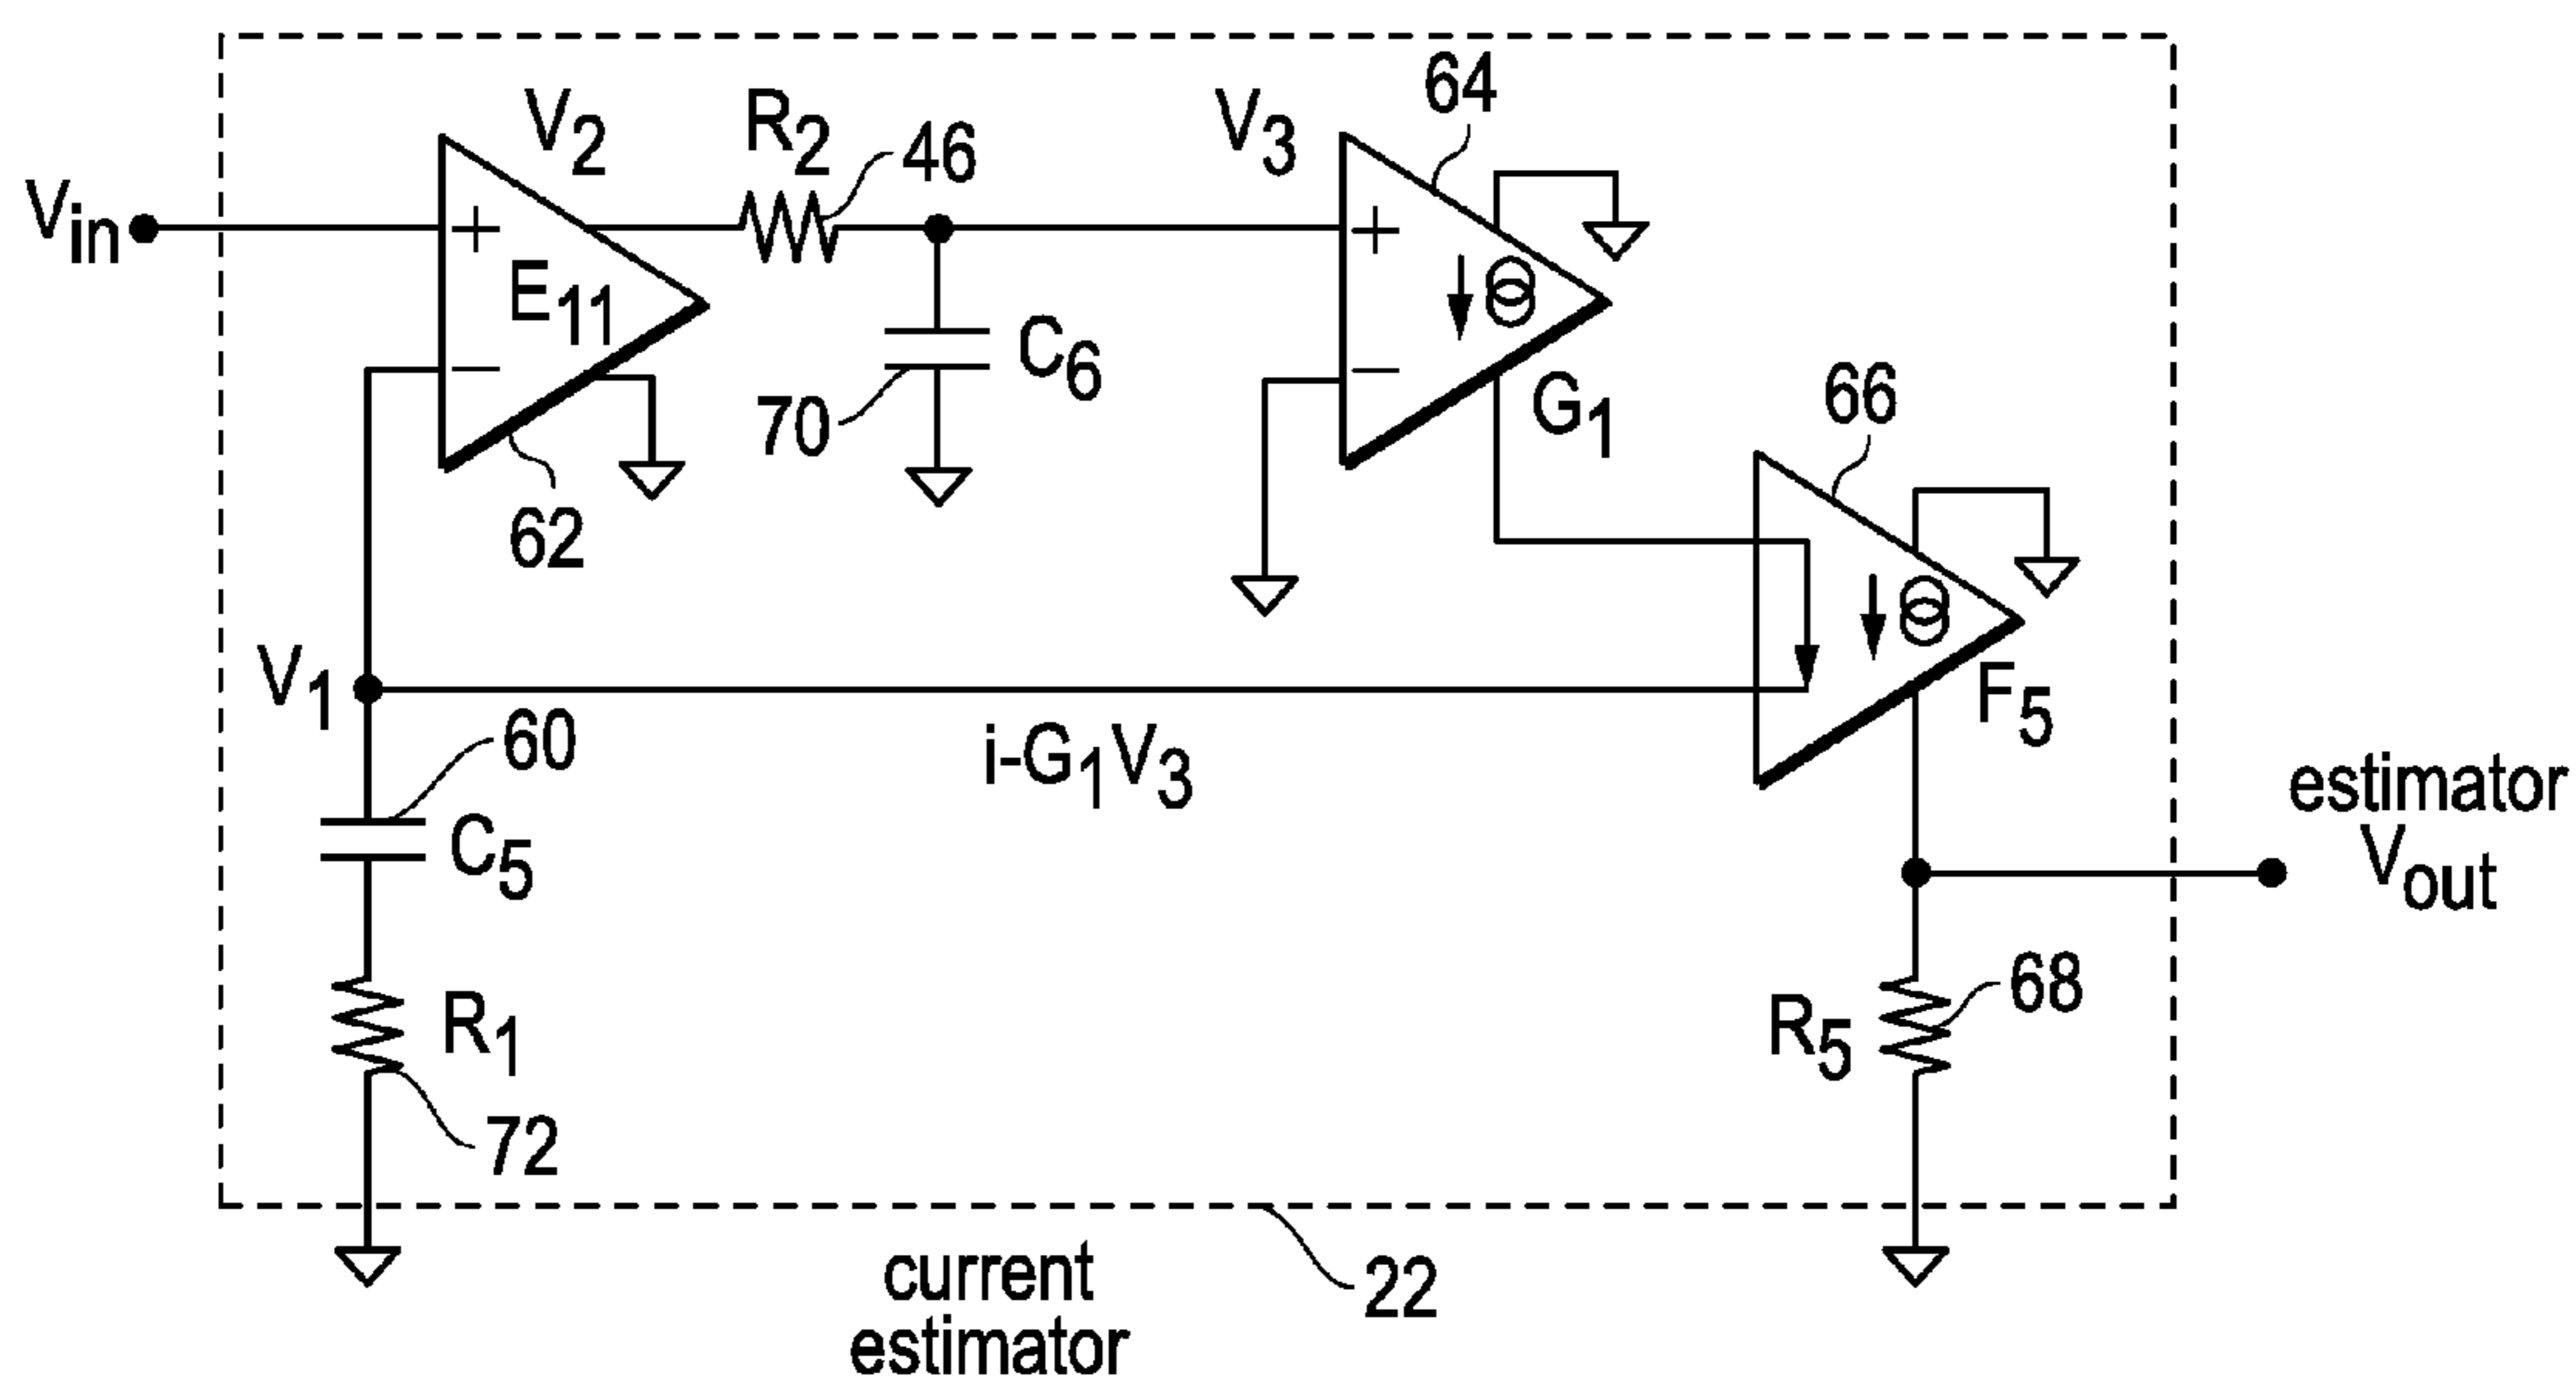 64
V2
R2
46
V3
Vin
+
+
E11
C6
−
−
70
G1
66
62
V1
F5
60
i-G1V3
C5
estimator
Vout
R1
R5
68
72
current
estimator
22